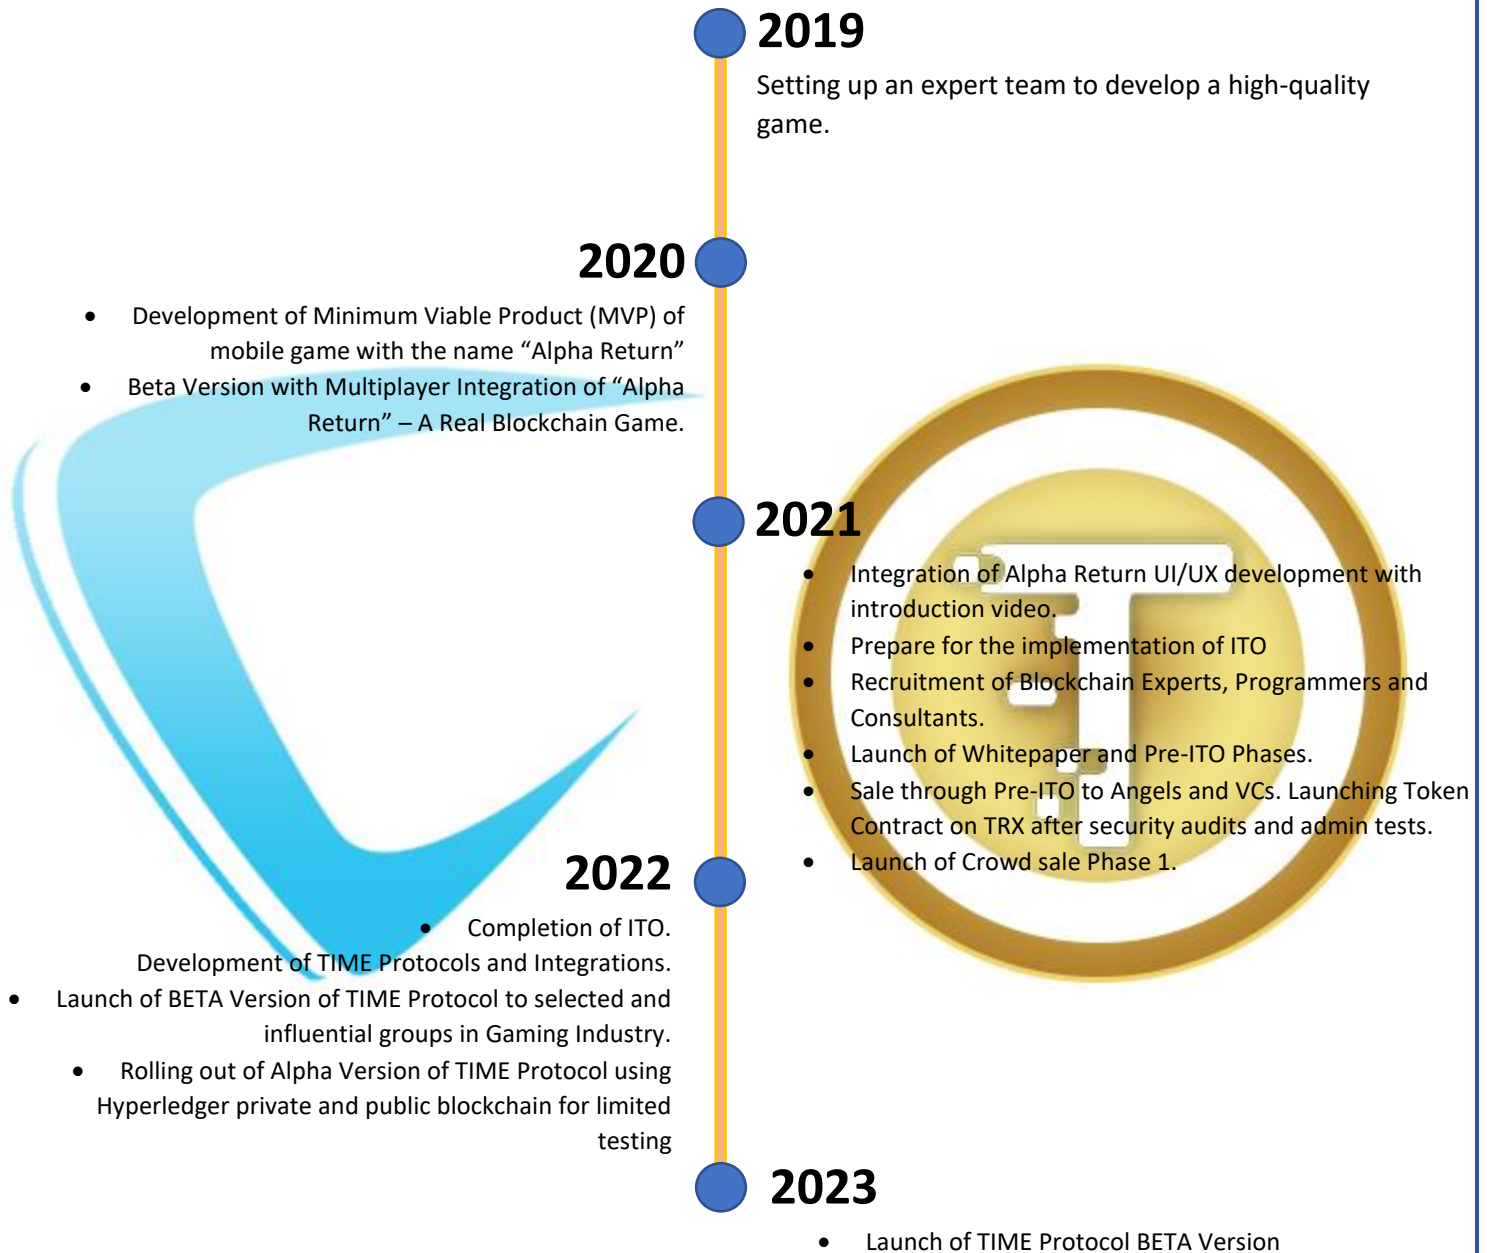 2019
Setting up an expert team to develop a high-quality
game.
2020
• Development of Minimum Viable Product (MVP) of
mobile game with the name “Alpha Return”
• Beta Version with Multiplayer Integration of “Alpha
Return” – A Real Blockchain Game.
2021
• Integration of Alpha Return UI/UX development with
introduction video.
• Prepare for the implementation of ITO
• Recruitment of Blockchain Experts, Programmers and
Consultants.
• Launch of Whitepaper and Pre-ITO Phases.
• Sale through Pre-ITO to Angels and VCs. Launching Token
Contract on TRX after security audits and admin tests.
• Launch of Crowd sale Phase 1.
2022
• Completion of ITO.
Development of TIME Protocols and Integrations.
• Launch of BETA Version of TIME Protocol to selected and
influential groups in Gaming Industry.
• Rolling out of Alpha Version of TIME Protocol using
Hyperledger private and public blockchain for limited
testing
2023
• Launch of TIME Protocol BETA Version